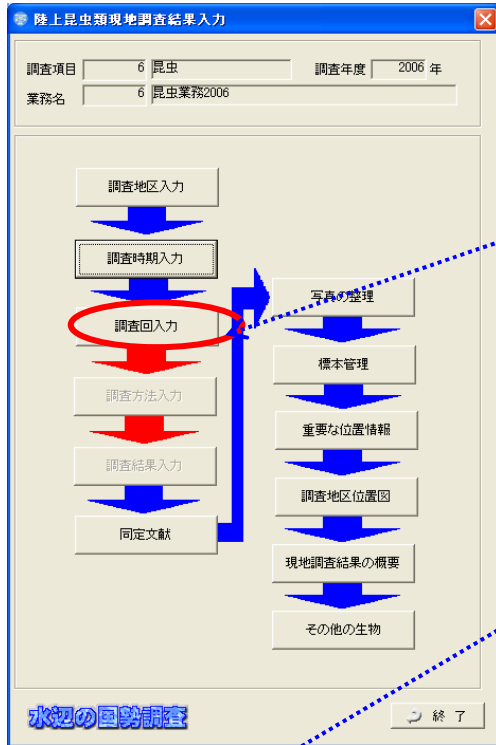 陸上昆虫類現地調査結果入力
調査項目 6 昆虫 調査年度 2006 年
業務名 6 昆虫業務2006
調査地区入力
調査時期入力
調査回入力
調査方法入力
調査結果入力
同定文献
写真の整理
標本管理
重要な位置情報
調査地区位置図
現地調査結果の概要
その他の生物
水辺の国勢調査
終 了